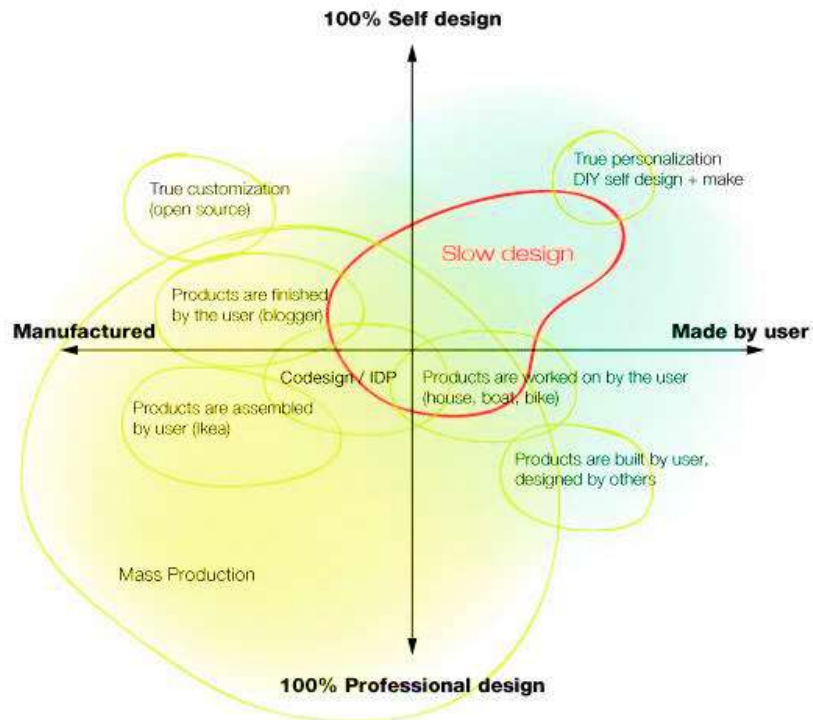 100% Self design
True personalization
DIY self design + make
True customization
(open source)
Slow design
Products are finished
by the user (blogger)
Manufactured
Made by user
Codesign / IDP
Products are worked on by the user
(house, boat, bike)
Products are assembled
by user (ikea)
Products are built by user,
designed by others
Mass Production
100% Professional design